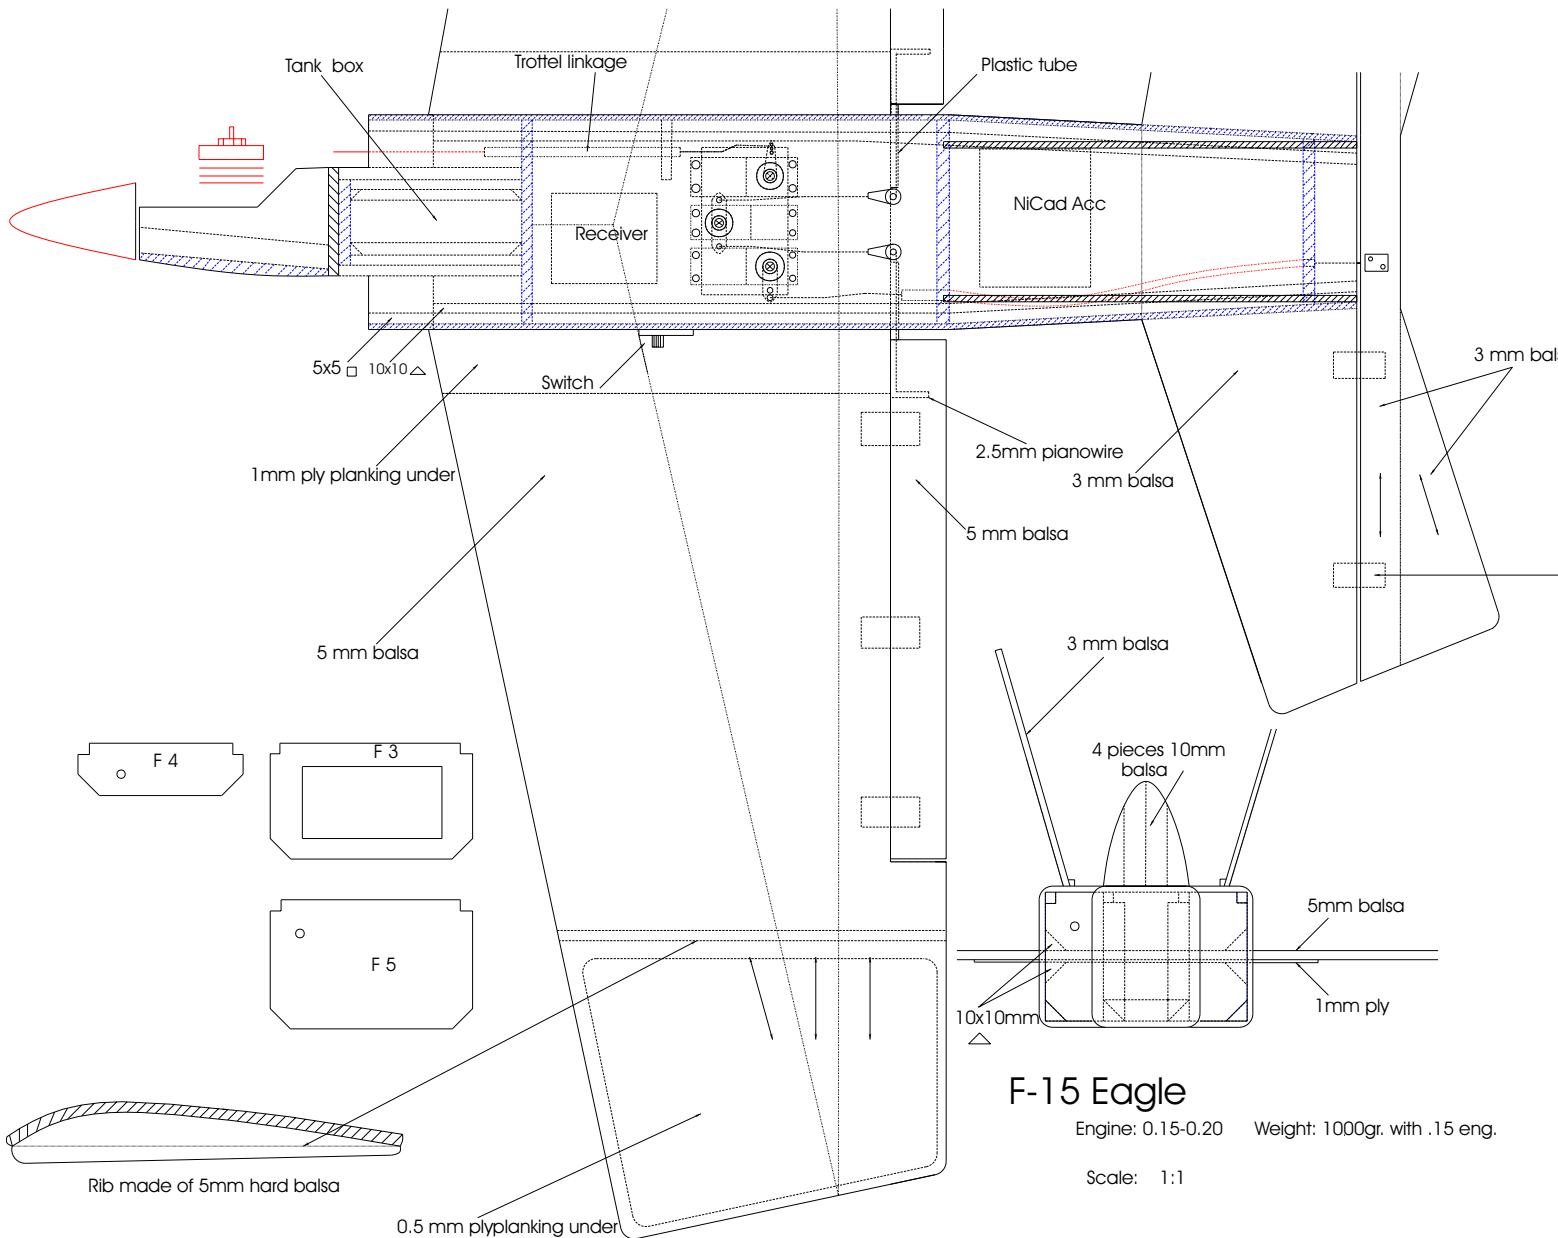 Tank  box
Trottel linkage
Plastic tube
NiCad Acc
Receiver
5x5
10x10
Switch
3 mm bals
2.5mm pianowire
1mm ply planking under
3 mm balsa
5 mm balsa
5 mm balsa
3 mm balsa
F 4
F 3
4 pieces 10mm
balsa
5mm balsa
F 5
1mm ply
10x10mm
F-15 Eagle
Engine: 0.15-0.20
Weight: 1000gr. with .15 eng.
Scale: 1:1
Rib made of 5mm hard balsa
0.5 mm plyplanking under